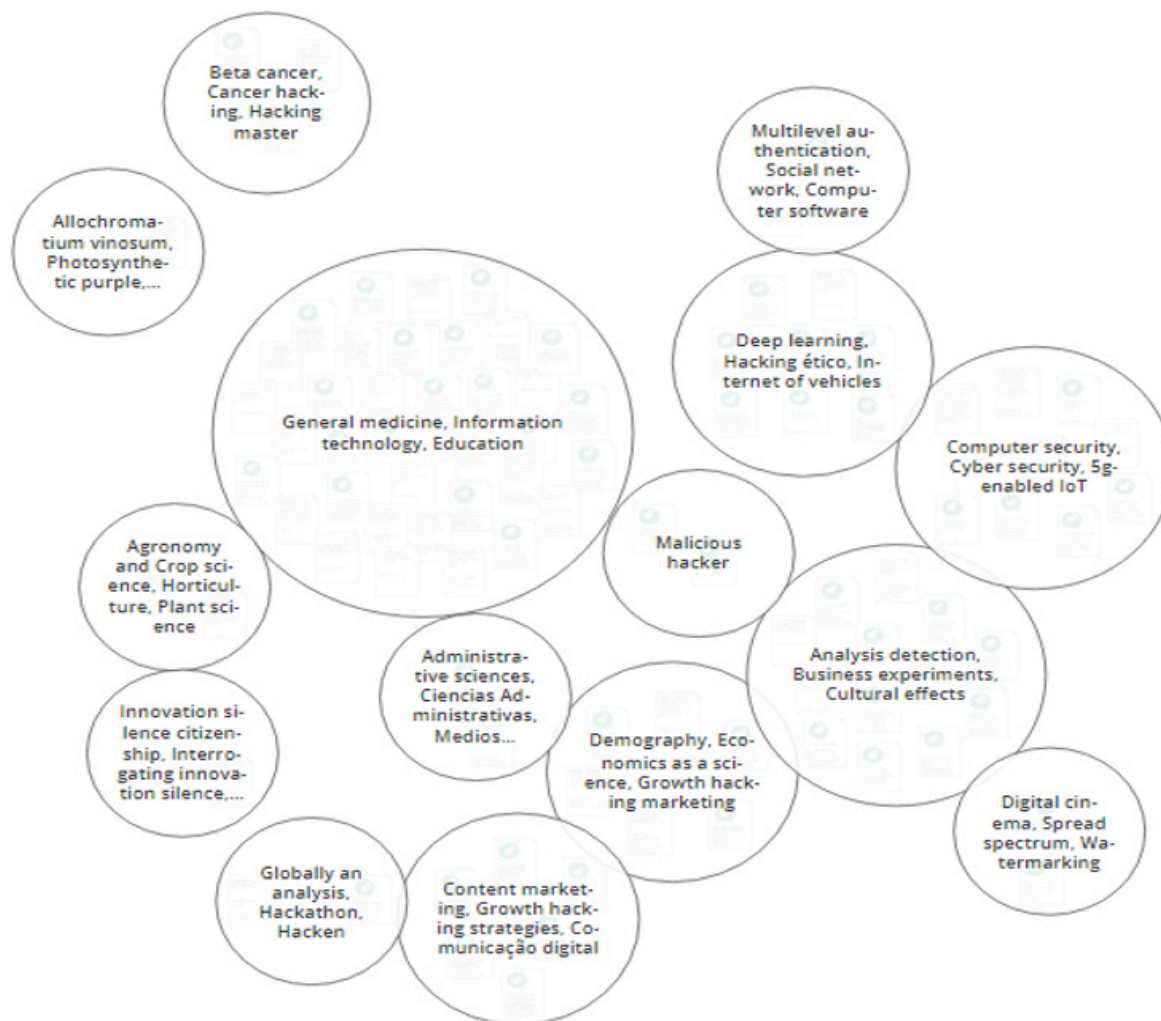 Beta cancer,
Cancer hack-
ing, Hacking
master
Multilevel au-
thentication,
Social net-
work, Compu-
ter software
Allochroma-
tium vinosum,
Photosynthe-
tic purple,...
Deep learning,
Hacking ético, In-
ternet of vehicles
General medicine, Information
technology, Education
Computer security,
Cyber security, 5g-
enabled IoT
Malicious
hacker
Agronomy
and Crop sci-
ence, Horticul-
ture, Plant sci-
ence
Administra-
tive sciences,
Ciencias Ad-
ministrativas,
Medios...
Analysis detection,
Business experiments,
Cultural effects
Innovation si-
lence citizen-
ship, Interro-
gating innova-
tion silence,...
Demography, Eco-
nomics as a sci-
ence, Growth hac-
king marketing
Digital cin-
ema, Spread
spectrum, Wa-
termarking
Globally an
analysis,
Hackathon,
Hacken
Content market-
ing, Growth hack-
ing strategies, Co-
municação digital